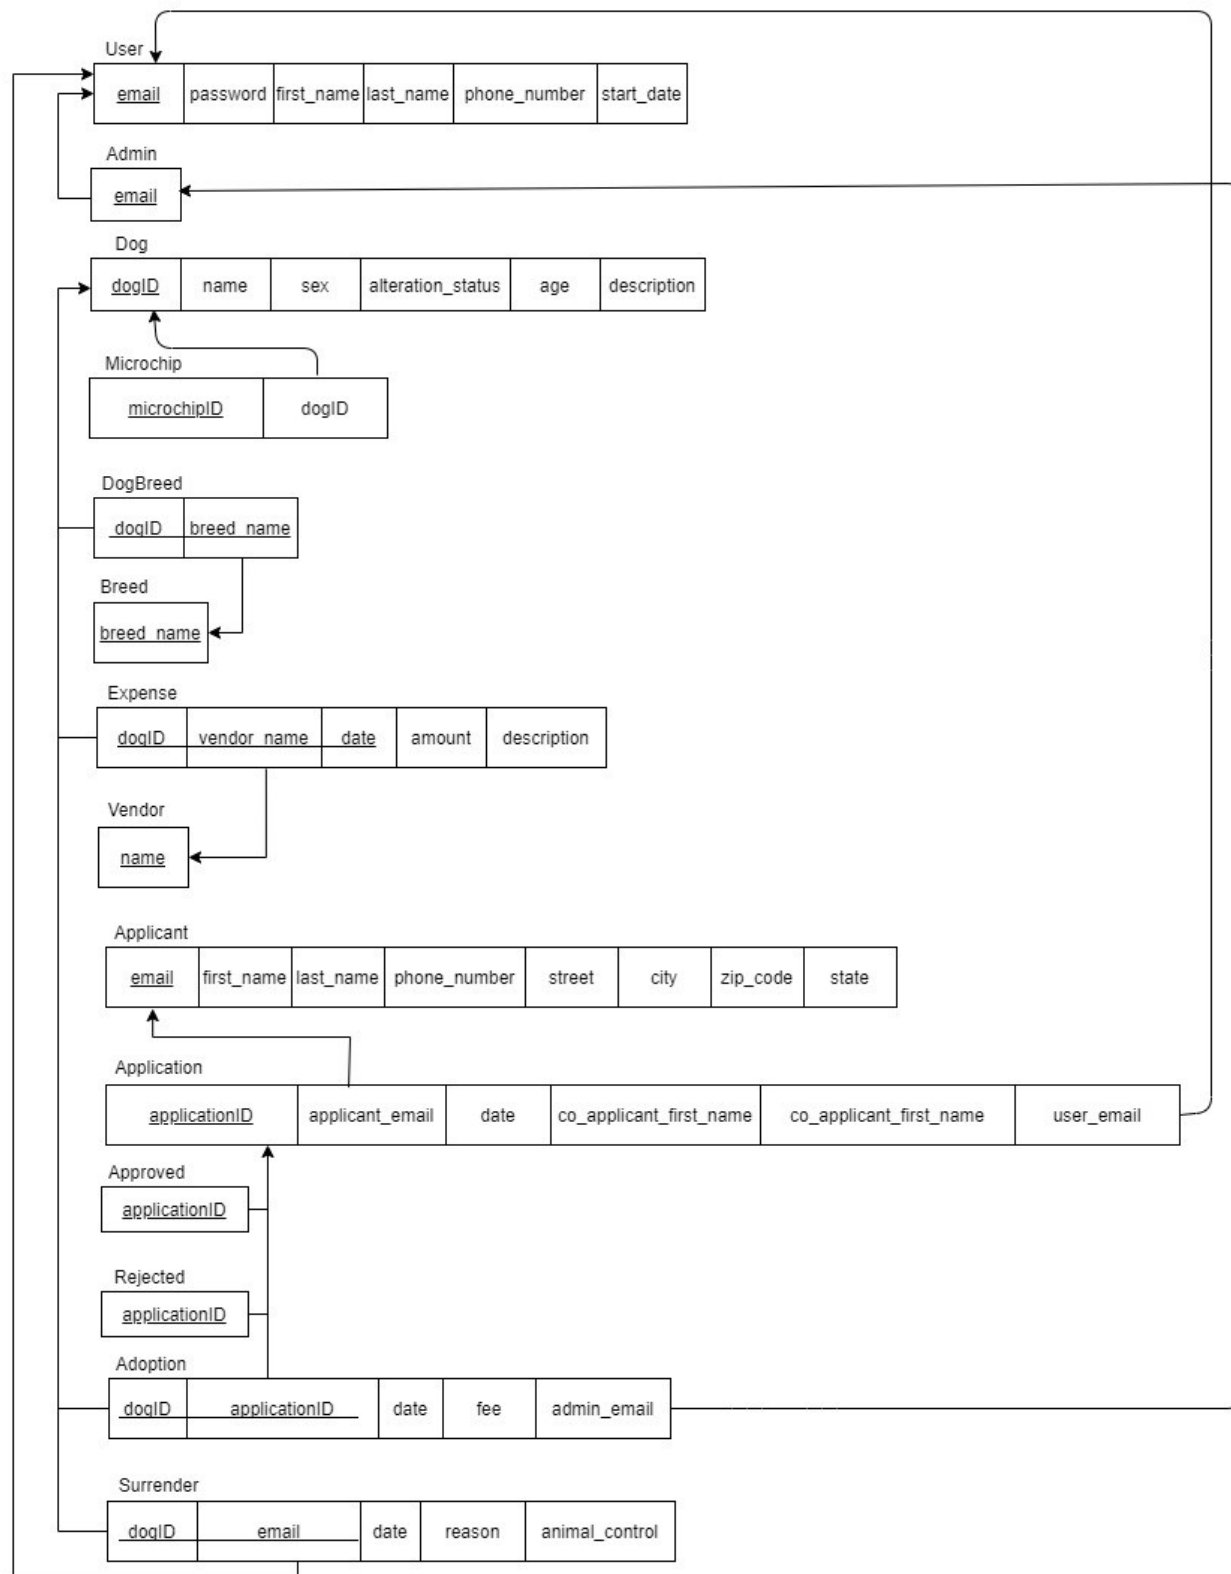 User
email password first_name last_name phone_number start_date
Admin
email
Dog
dogID name sex alteration_status age description
Microchip
microchipID dogID
DogBreed
dogID breed_name
Breed
breed_name
Expense
dogID vendor_name date amount description
Vendor
name
Applicant
email first_name last_name phone_number street city zip_code state
Application
applicationID applicant_email date co_applicant_first_name co_applicant_first_name user_email
Approved
applicationID
Rejected
applicationID
Adoption
dogID applicationID date fee admin_email
Surrender
dogID email date reason animal_control